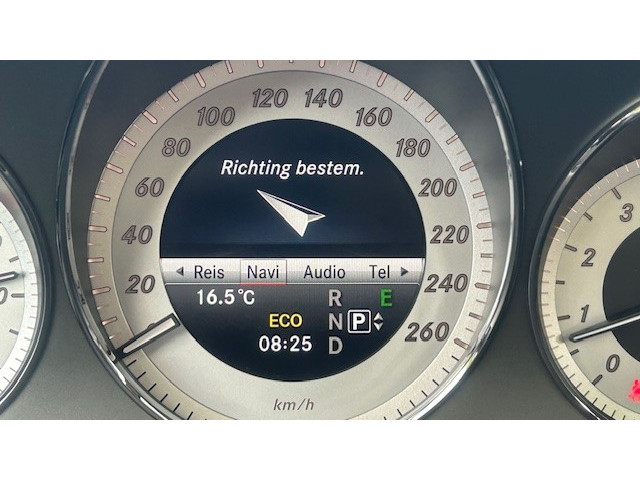 120 140
100 160
80 180
Richting bestem.
60 200
40 220
Reis Navi Audio Tel
20 240
16.5°C R E
ECO N P
08:25 D
260
km/h
3
2
1
0
0